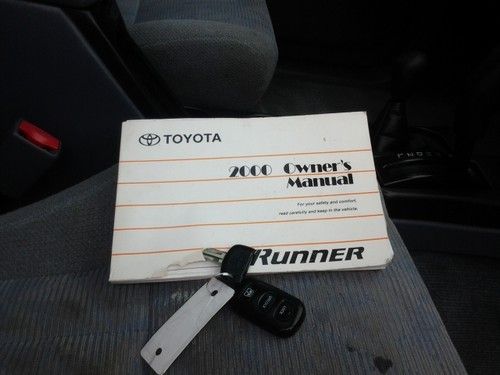 TOYOTA
2000 Owner's
Manual
For your safety and comfort,
read carefully and keep in the vehicle.
RUNNER